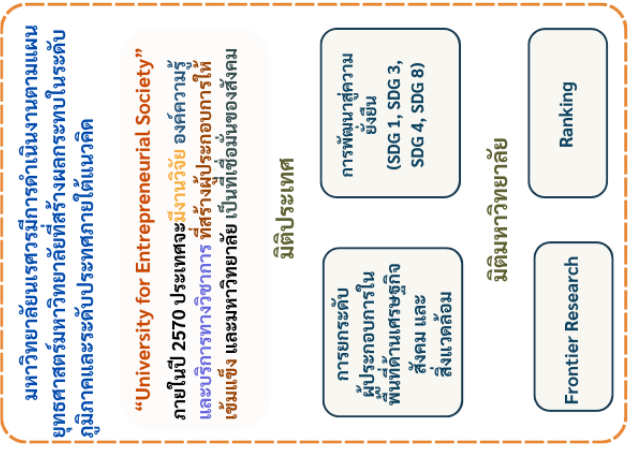 มหาวิทยาลัยนเรศวรมีการดำเนินงานตามแผน
ยุทธศาสตร์มหาวิทยาลัยที่สร้างผลกระทบในระดับ
ภูมิภาคและระดับประทศภายใต้แนวคิด
“University for Entrepreneurial Society”
ภายในปี 2570 ประเทศจะมีงานวิจัย องค์ความรู้
และบริการทางวิชาการ ที่สร้างผู้ประกอบการให้
เข้มแข็ง และมหาวิทยาลัย เป็นที่เชื่อมั่นของสังคม
มิติประเทศ
การยกระดับ
ผู้ประกอบการใน
พื้นที่ด้านเศรษฐกิจ
สังคม และ
สิ่งแวดล้อม
การพัฒนาสู่ความ
ยั่งยืน
(SDG 1, SDG 3,
SDG 4, SDG 8)
มิติมหาวิทยาลัย
Frontier Research
Ranking